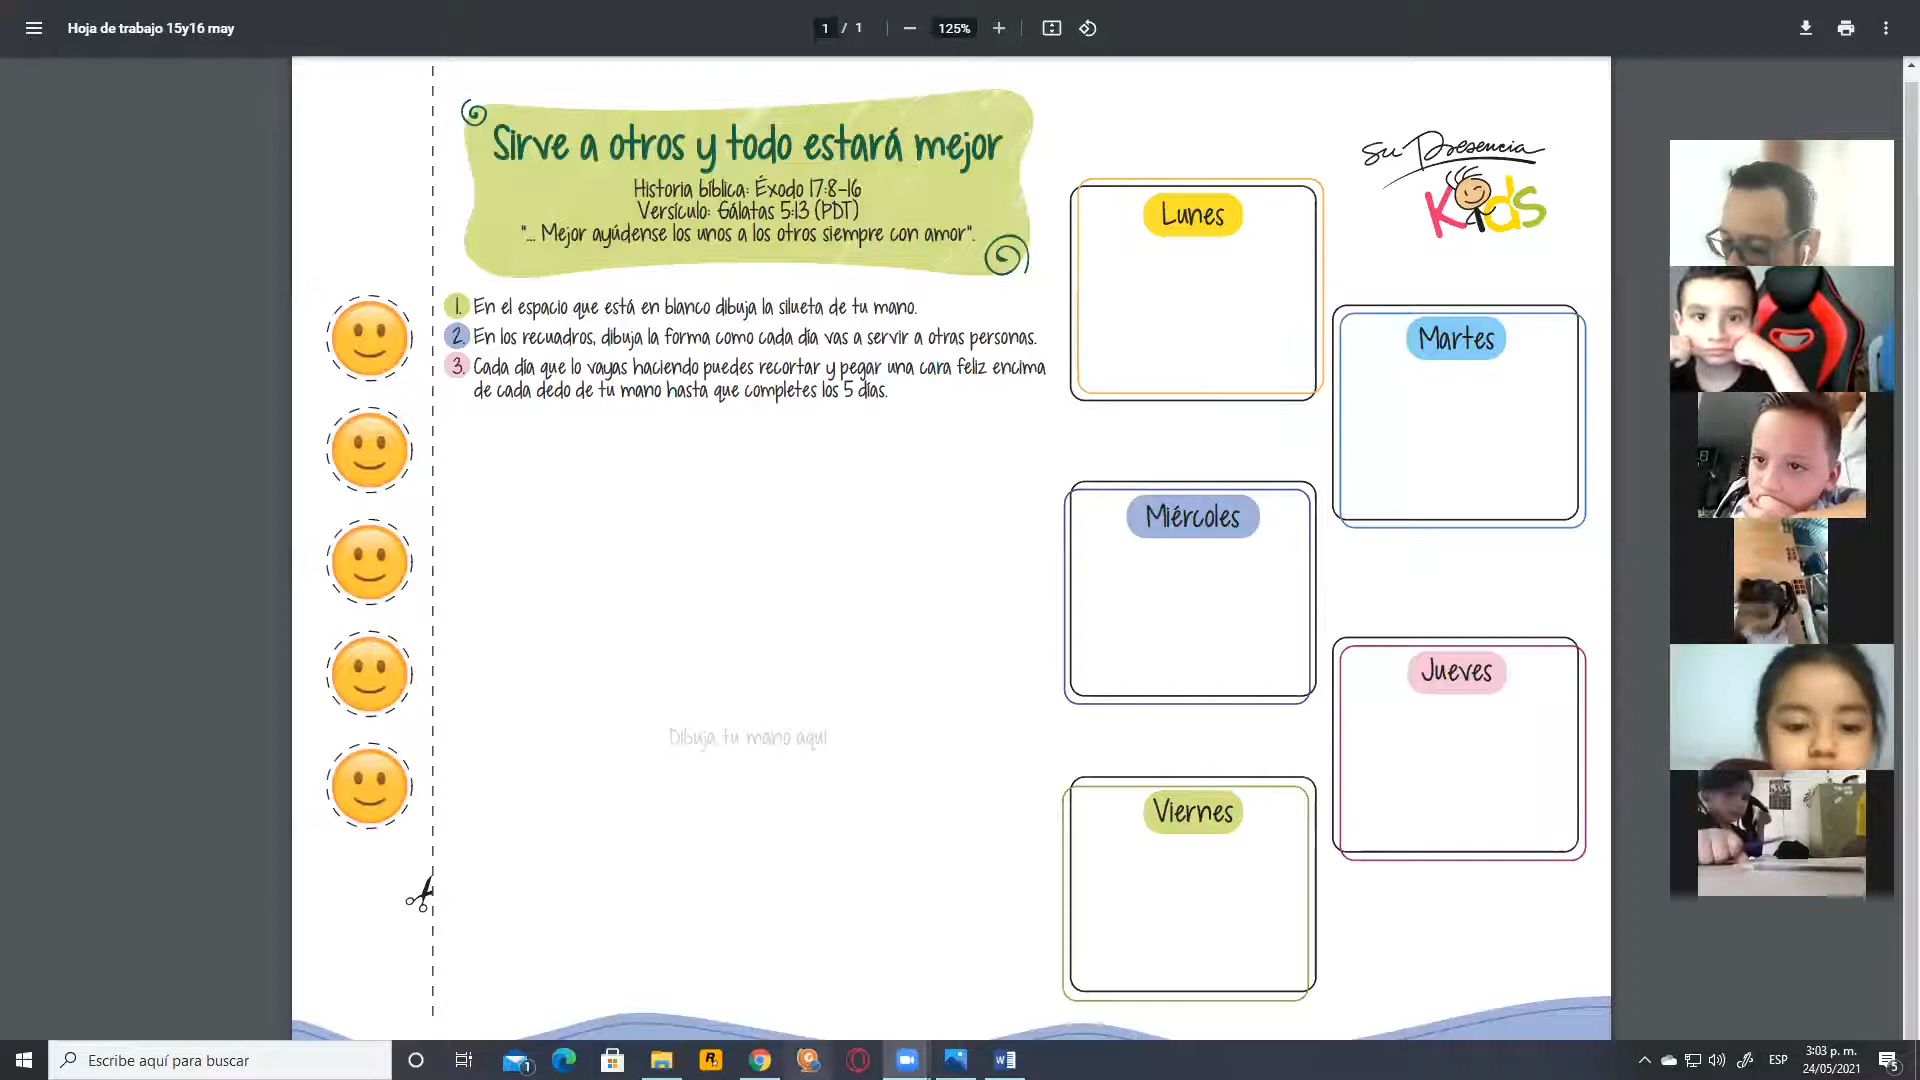 Hoja de trabajo 15y16 may
1 / 1
125%
Sirve a otros y todo estará mejor
Historia bíblica: Éxodo 17:8-16
Versículo: Gálatas 5:13 (PDT)
"... Mejor ayúdense los unos a los otros siempre con amor".
1. En el espacio que está en blanco dibuja la silueta de tu mano.
2. En los recuadros, dibuja la forma como cada día vas a servir a otras personas.
3. Cada día que lo vayas haciendo puedes recortar y pegar una cara feliz encima
de cada dedo de tu mano hasta que completes los 5 días.
Dibuja tu mano aquí
Su Presencia
Kids
Lunes
Martes
Miércoles
Jueves
Viernes
Escribe aquí para buscar
1
ESP
3:03 p. m.
24/05/2021
5